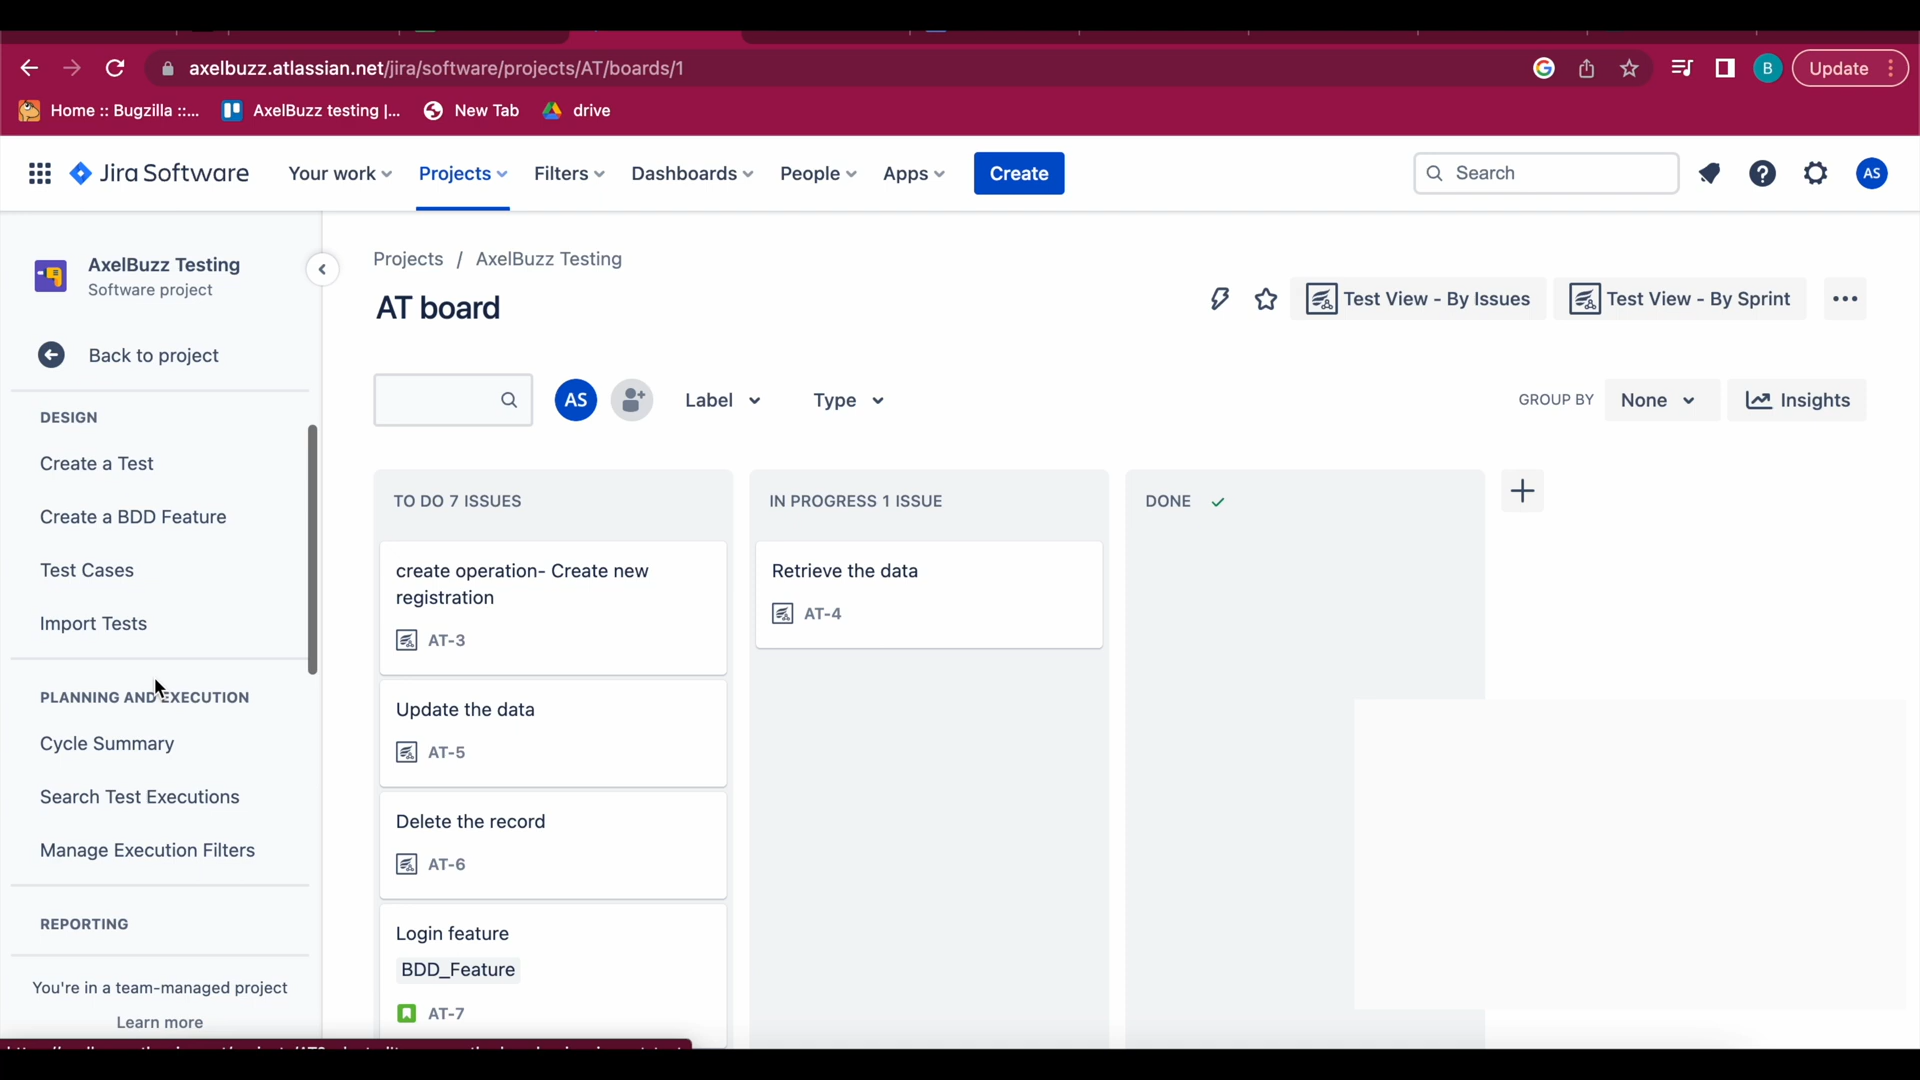 axelbuzz.atlassian.net/jira/software/projects/AT/boards/1
B
Update
Home :: Bugzilla ::...
AxelBuzz testing |...
New Tab
drive
Jira Software
Your work
Projects
Filters
Dashboards
People
Apps
Create
Search
AS
AxelBuzz Testing
Software project
Back to project
DESIGN
Create a Test
Create a BDD Feature
Test Cases
Import Tests
PLANNING AND EXECUTION
Cycle Summary
Search Test Executions
Manage Execution Filters
REPORTING
You're in a team-managed project
Learn more
Projects / AxelBuzz Testing
AT board
Test View - By Issues
Test View - By Sprint
AS
Label
Type
GROUP BY
None
Insights
TO DO 7 ISSUES
create operation- Create new
registration
AT-3
Update the data
AT-5
Delete the record
AT-6
Login feature
BDD_Feature
AT-7
IN PROGRESS 1 ISSUE
Retrieve the data
AT-4
DONE